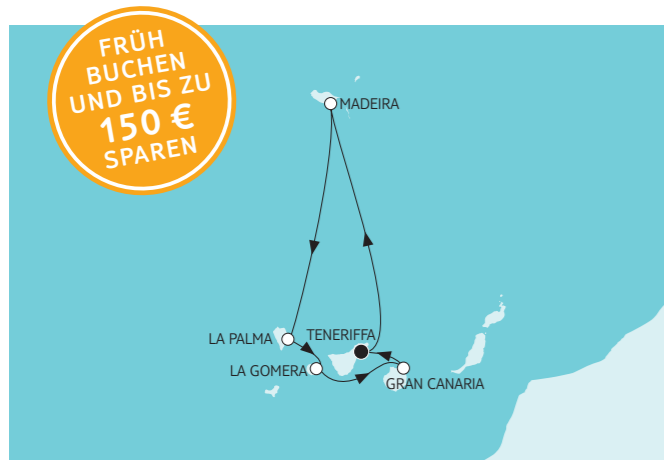 FRÜH
BUCHEN
UND BIS ZU
150 €
SPAREN
MADEIRA
LA PALMA
TENERIFFA
LA GOMERA
GRAN CANARIA